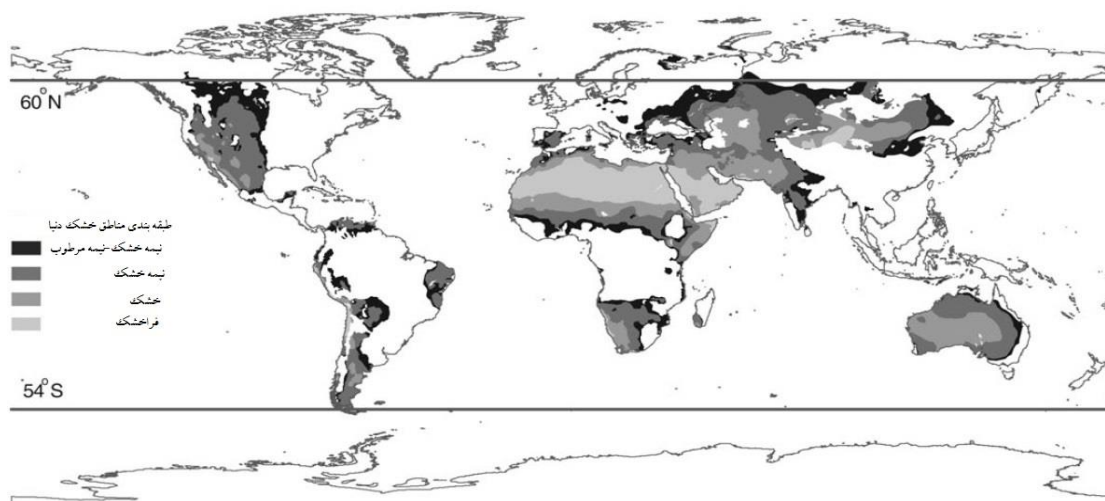 60°N
طبقه بندی مناطق خشک دنیا
نیمه خشک-نیمه مرطوب
نیمه خشک
خشک
فراخشک
54°S